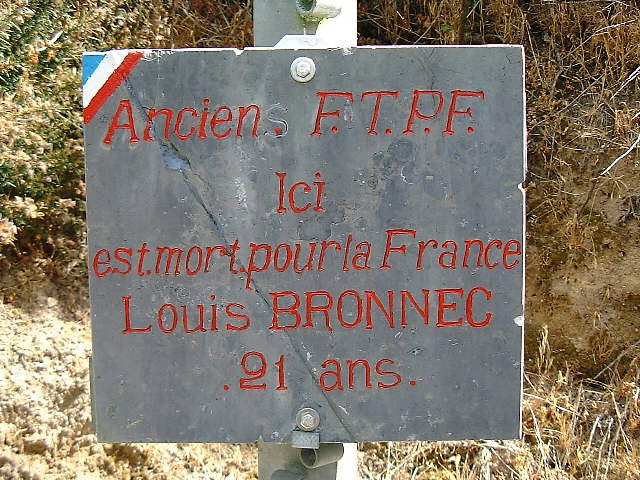 Anciens. F.T.P.F.
Ici
est.mort.pour la France
Louis BRONNEC
.21 ans.